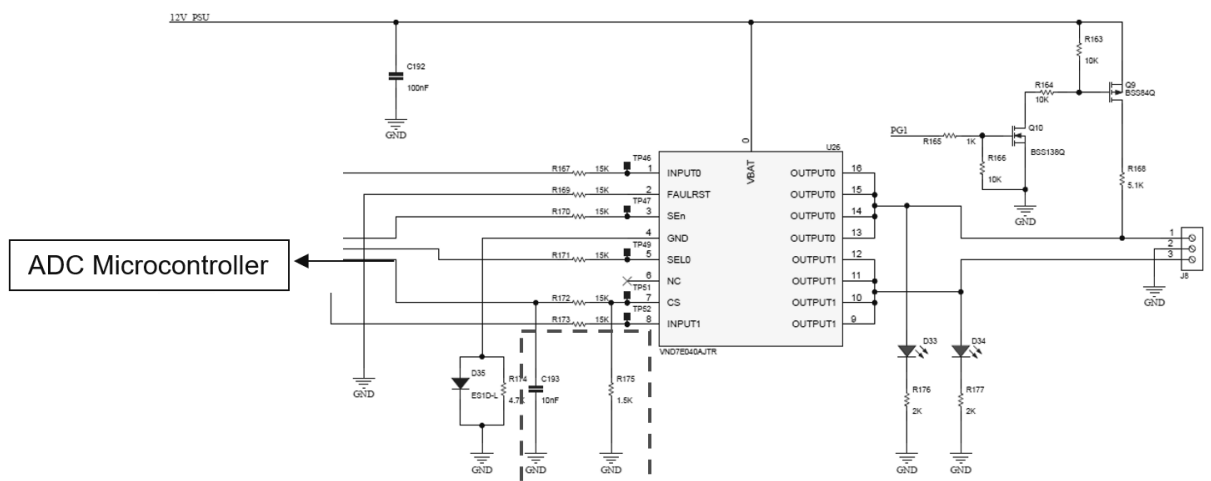 12V PSU
C192
100nF
GND
R163
10K
R164
10K
Q9
BSS84Q
Q10
BSS138Q
PG1
R165 1K
R166
10K
GND
R168
5.1K
0
VBAT
U26
TP46
R167 15K 1 INPUT0 OUTPUT0 16
R169 15K 2 FAULRST OUTPUT0 15
TP47
R170 15K 3 SEn OUTPUT0 14
4 GND OUTPUT0 13
TP49
R171 15K 5 SEL0 OUTPUT1 12
6 NC OUTPUT1 11
TP51
R172 15K 7 CS OUTPUT1 10
TP52
R173 15K 8 INPUT1 OUTPUT1 9
VND7E040AJTR
1
2
3
J8
GND
ADC Microcontroller
GND
D35
ES1D-L
R174
4.7K
GND
C193
10nF
GND
R175
1.5K
GND
D33
R176
2K
GND
D34
R177
2K
GND